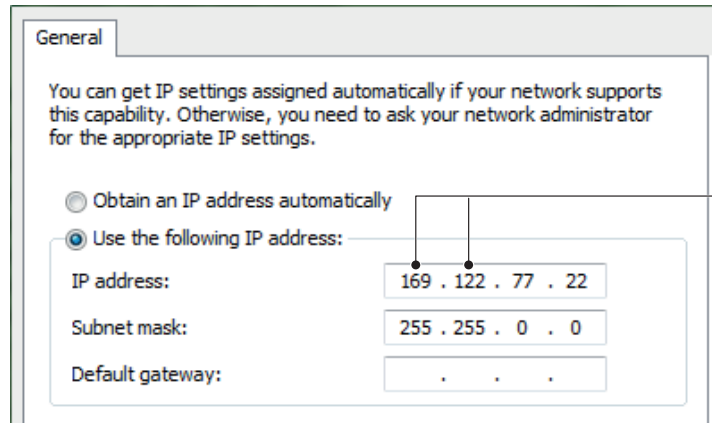 General
You can get IP settings assigned automatically if your network supports
this capability. Otherwise, you need to ask your network administrator
for the appropriate IP settings.
Obtain an IP address automatically
Use the following IP address:
IP address: 169 . 122 . 77 . 22
Subnet mask: 255 . 255 . 0 . 0
Default gateway: . . .